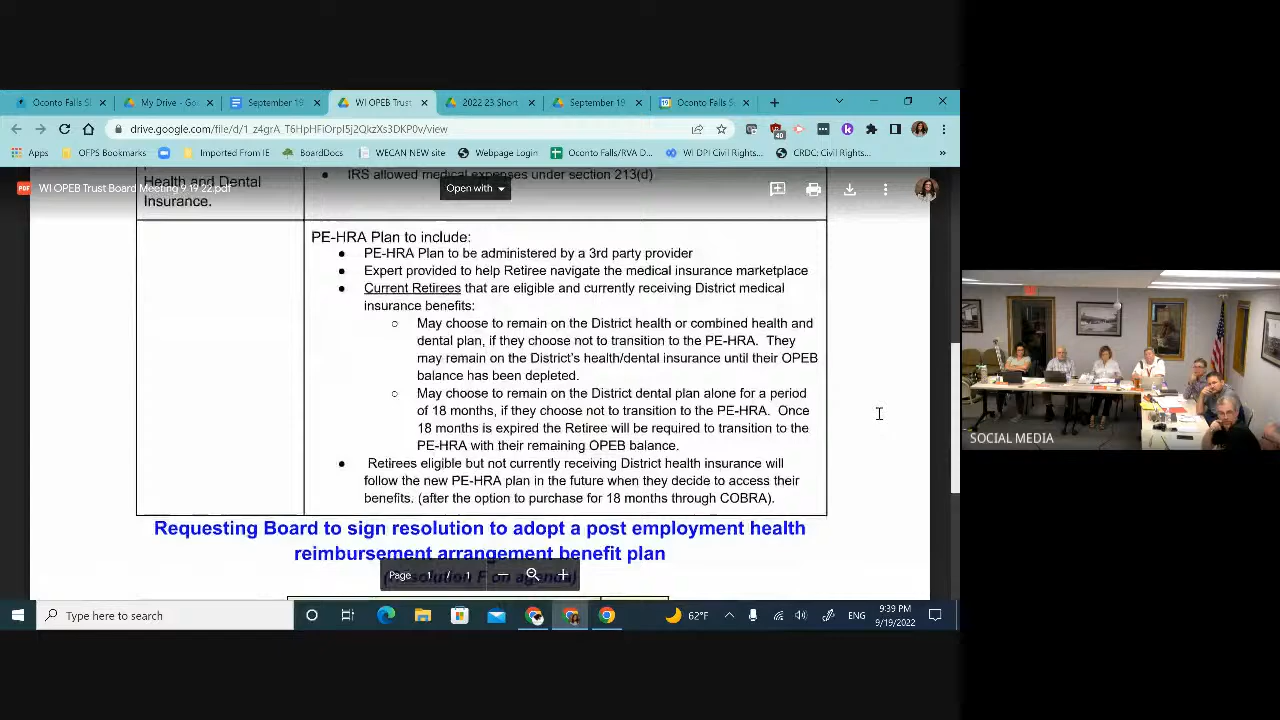 Oconto Falls S
My Drive - Go
September 19
WI OPEB Trust
2022 23 Short
September 19
Oconto Falls S
drive.google.com/file/d/1_z4grA_T6HpHFiOrpI5j2QkzXs3DKP0v/view
40
Apps
OFPS Bookmarks
Imported From IE
BoardDocs
WECAN NEW site
Webpage Login
Oconto Falls/RVA D...
WI DPI Civil Rights...
CRDC: Civil Rights...
IRS allowed medical expenses under section 213(d)
PDF
WI OPEB Trust Board Meeting 9 19 22.pdf
Open with
Health and Dental
Insurance.
PE-HRA Plan to include:
● PE-HRA Plan to be administered by a 3rd party provider
● Expert provided to help Retiree navigate the medical insurance marketplace
● Current Retirees that are eligible and currently receiving District medical
insurance benefits:
○ May choose to remain on the District health or combined health and
dental plan, if they choose not to transition to the PE-HRA. They
may remain on the District's health/dental insurance until their OPEB
balance has been depleted.
○ May choose to remain on the District dental plan alone for a period
of 18 months, if they choose not to transition to the PE-HRA. Once
18 months is expired the Retiree will be required to transition to the
PE-HRA with their remaining OPEB balance.
● Retirees eligible but not currently receiving District health insurance will
follow the new PE-HRA plan in the future when they decide to access their
benefits. (after the option to purchase for 18 months through COBRA).
Requesting Board to sign resolution to adopt a post employment health
reimbursement arrangement benefit plan
(Resolution F on agenda)
Page 1 / 1
Type here to search
62°F
ENG
9:39 PM
9/19/2022
SOCIAL MEDIA